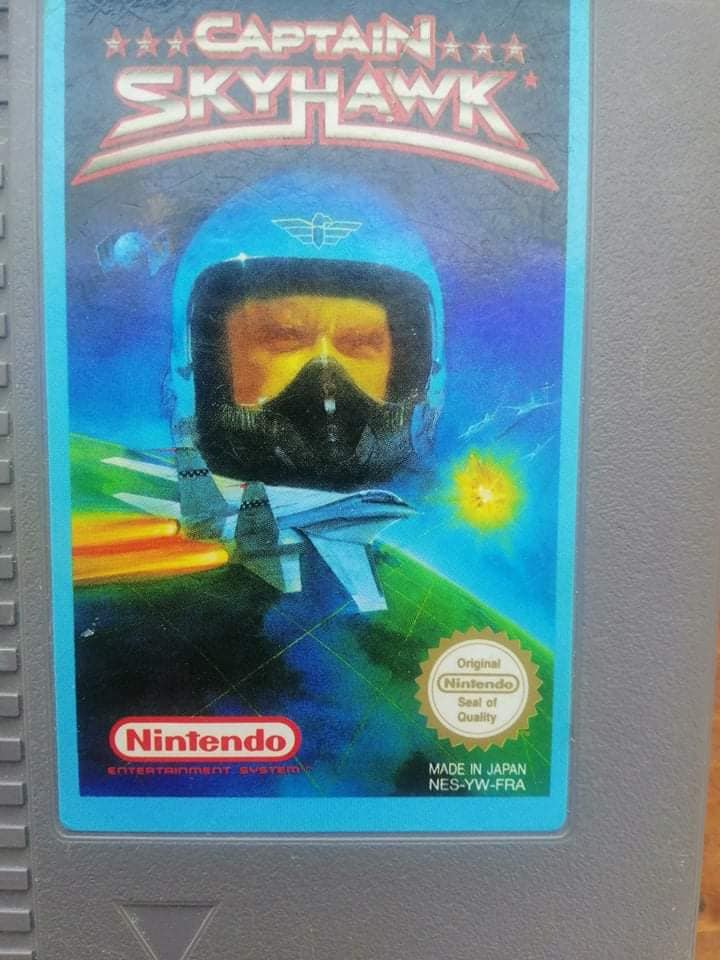 CAPTAIN
SKYHAWK
Original
Nintendo
Seal of
Quality
Nintendo
ENTERTAINMENT SYSTEM
MADE IN JAPAN
NES-YW-FRA